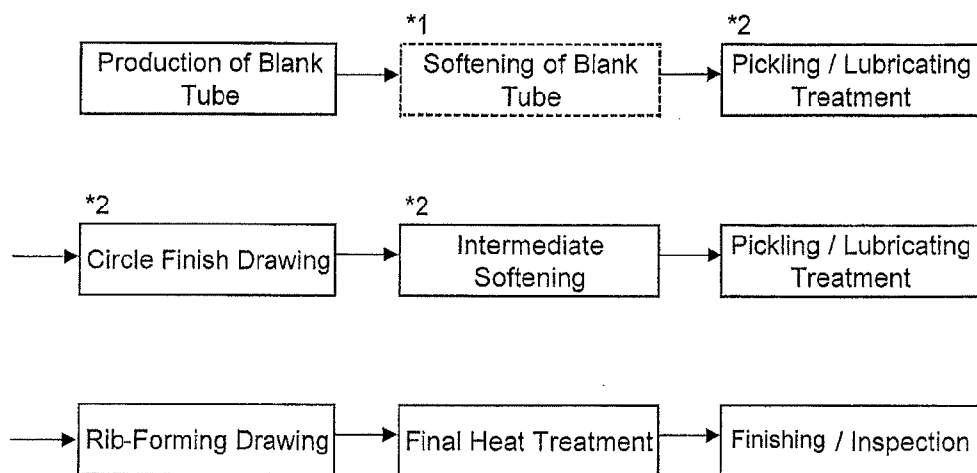 *1
*2
Production of Blank
Tube
Softening of Blank
Tube
Pickling / Lubricating
Treatment
*2
*2
Circle Finish Drawing
Intermediate
Softening
Pickling / Lubricating
Treatment
Rib-Forming Drawing
Final Heat Treatment
Finishing / Inspection